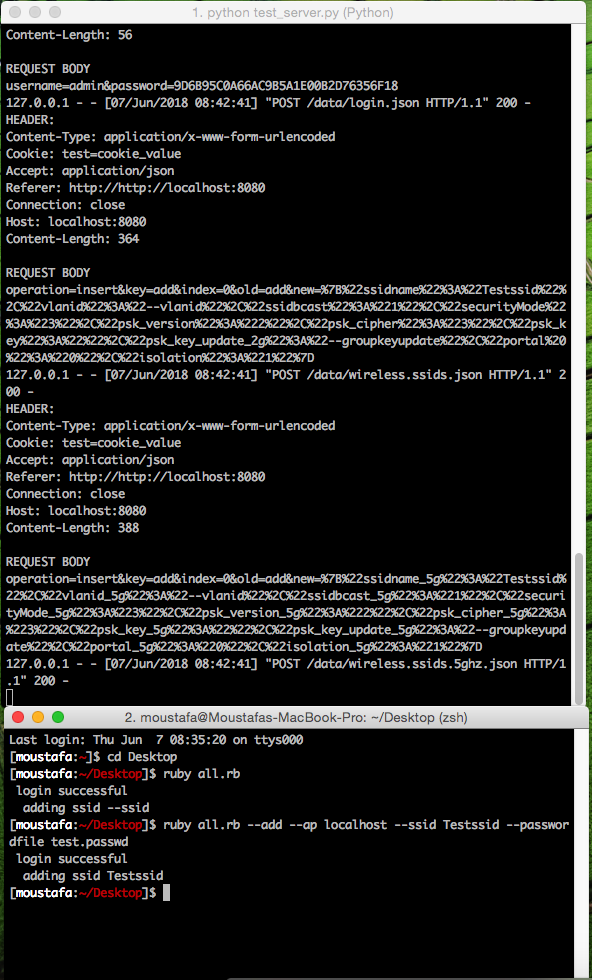 1. python test_server.py (Python)
Content-Length: 56
REQUEST BODY
username=admin&password=9D6B95C0A66AC9B5A1E00B2D76356F18
127.0.0.1 - - [07/Jun/2018 08:42:41] "POST /data/login.json HTTP/1.1" 200 -
HEADER:
Content-Type: application/x-www-form-urlencoded
Cookie: test=cookie_value
Accept: application/json
Referer: http://http://localhost:8080
Connection: close
Host: localhost:8080
Content-Length: 364
REQUEST BODY
operation=insert&key=add&index=0&old=add&new=%7B%22ssidname%22%3A%22Testssid%22%
2C%22vlanid%22%3A%22--vlanid%22%2C%22ssidbcast%22%3A%221%22%2C%22securityMode%22
%3A%223%22%2C%22psk_version%22%3A%222%22%2C%22psk_cipher%22%3A%223%22%2C%22psk_k
ey%22%3A%22%22%2C%22psk_key_update_2g%22%3A%22--groupkeyupdate%22%2C%22portal%20
%22%3A%220%22%2C%22isolation%22%3A%221%22%7D
127.0.0.1 - - [07/Jun/2018 08:42:41] "POST /data/wireless.ssids.json HTTP/1.1" 2
00 -
HEADER:
Content-Type: application/x-www-form-urlencoded
Cookie: test=cookie_value
Accept: application/json
Referer: http://http://localhost:8080
Connection: close
Host: localhost:8080
Content-Length: 388
REQUEST BODY
operation=insert&key=add&index=0&old=add&new=%7B%22ssidname_5g%22%3A%22Testssid%
22%2C%22vlanid_5g%22%3A%22--vlanid%22%2C%22ssidbcast_5g%22%3A%221%22%2C%22securi
tyMode_5g%22%3A%223%22%2C%22psk_version_5g%22%3A%222%22%2C%22psk_cipher_5g%22%3A
%223%22%2C%22psk_key_5g%22%3A%22%22%2C%22psk_key_update_5g%22%3A%22--groupkeyupd
ate%22%2C%22portal_5g%22%3A%220%22%2C%22isolation_5g%22%3A%221%22%7D
127.0.0.1 - - [07/Jun/2018 08:42:41] "POST /data/wireless.ssids.5ghz.json HTTP/1
.1" 200 -
2. moustafa@Moustafas-MacBook-Pro: ~/Desktop (zsh)
Last login: Thu Jun  7 08:35:20 on ttys000
[moustafa:~]$ cd Desktop
[moustafa:~/Desktop]$ ruby all.rb
login successful
adding ssid --ssid
[moustafa:~/Desktop]$ ruby all.rb --add --ap localhost --ssid Testssid --passwor
dfile test.passwd
login successful
adding ssid Testssid
[moustafa:~/Desktop]$